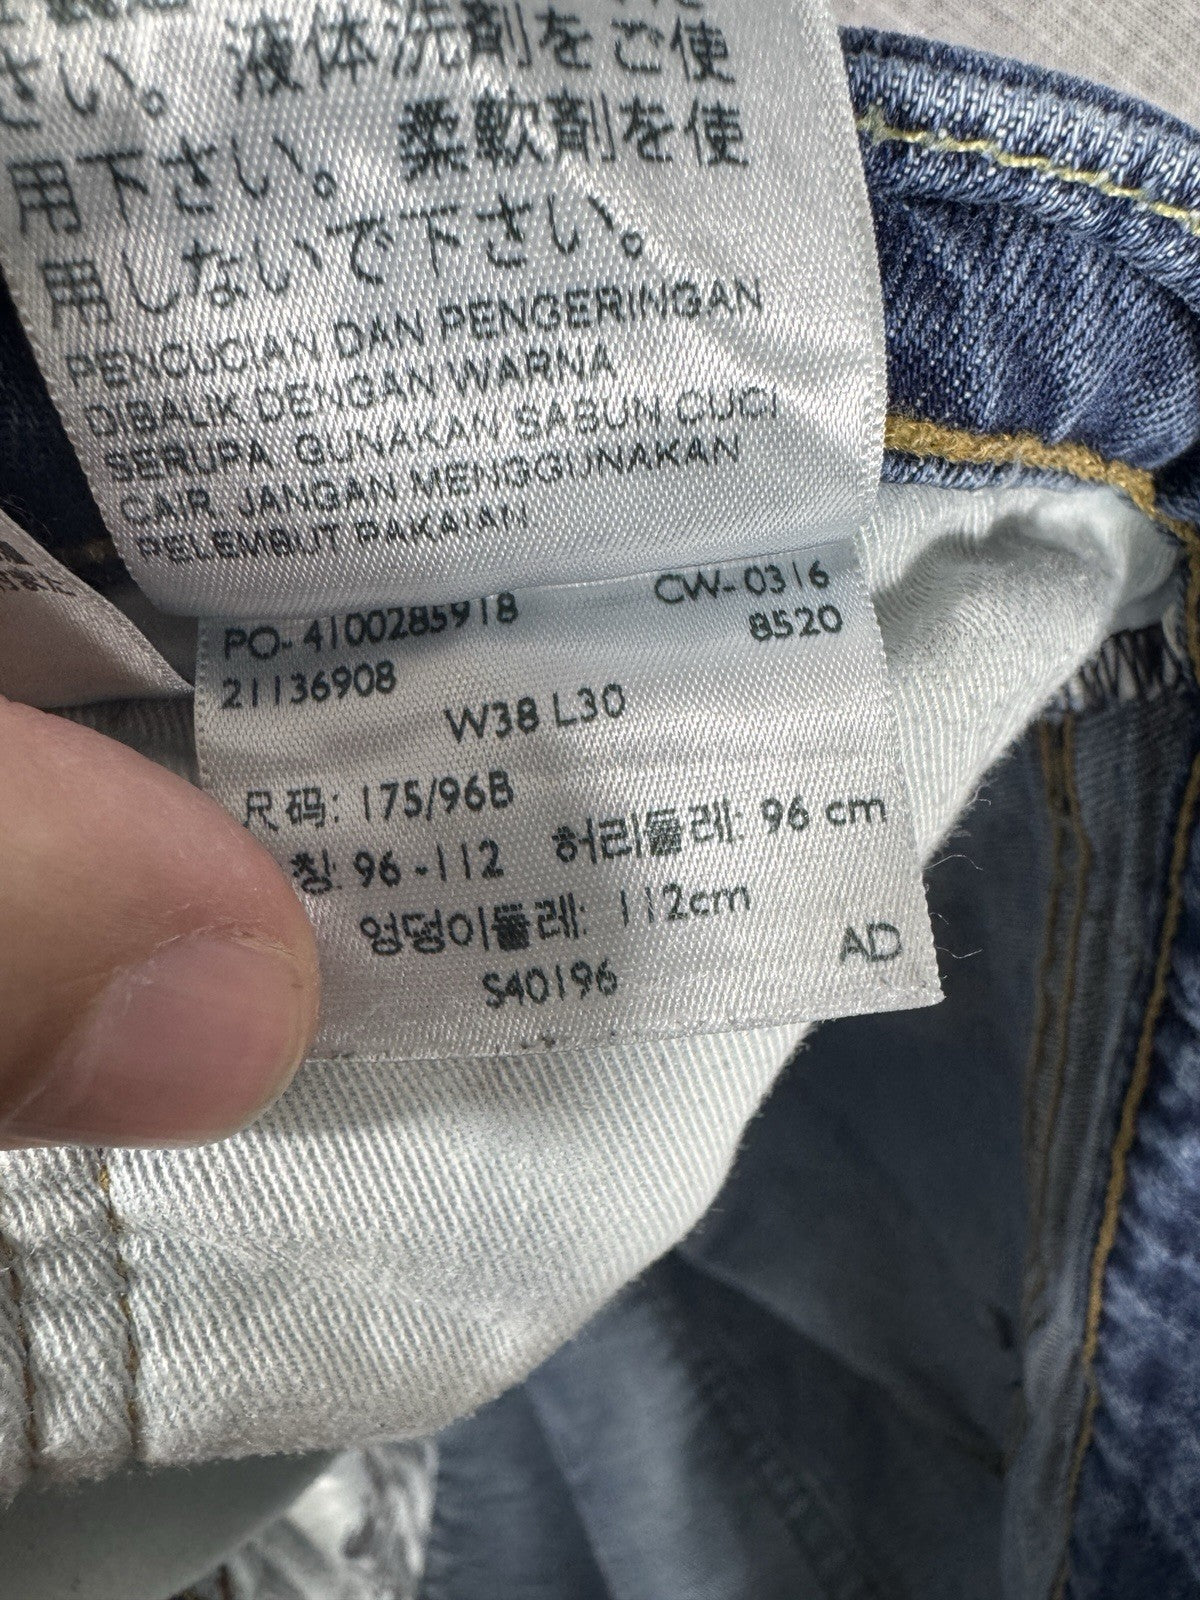 さい。液体洗剤をご使
用下さい。柔軟剤を使
用しないで下さい。
PENCUCIAN DAN PENGERINGAN
DIBALIK DENGAN WARNA
SERUPA. GUNAKAN SABUN CUCI
CAIR. JANGAN MENGGUNAKAN
PELEMBUT PAKAIAN
PO- 4100285918 CW- 0316
21136908 8520
W38 L30
尺码: 175/96B
칭: 96 -112 허리둘레: 96 cm
엉덩이둘레: 112cm
S40196 AD